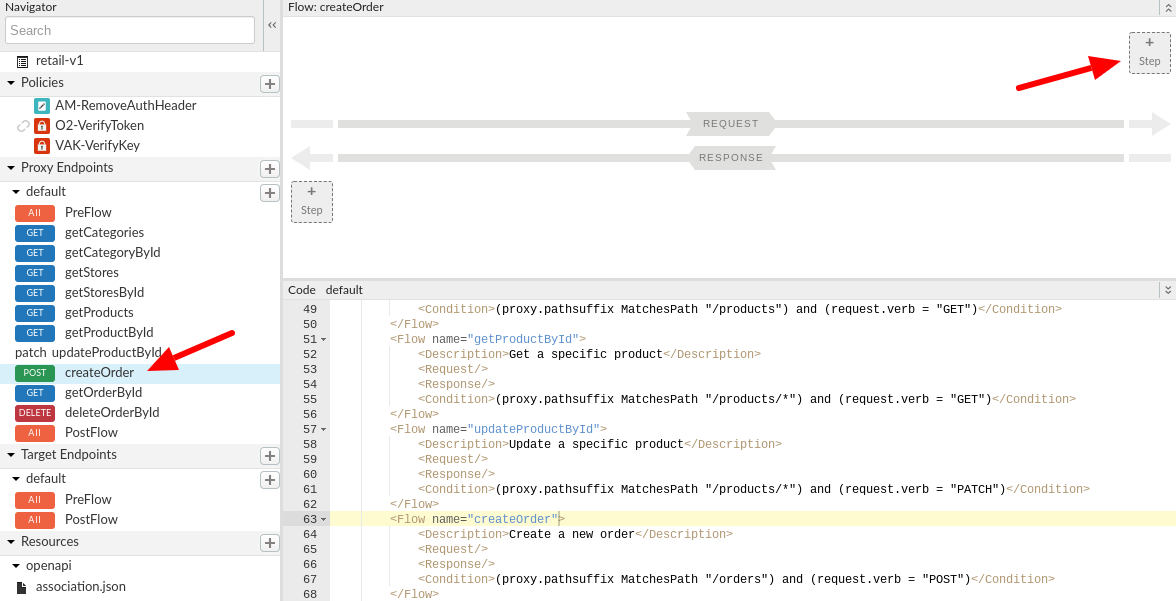 Navigator
Search
retail-v1
Policies
AM-RemoveAuthHeader
O2-VerifyToken
VAK-VerifyKey
Proxy Endpoints
default
All PreFlow
GET getCategories
GET getCategoryById
GET getStores
GET getStoresById
GET getProducts
GET getProductById
patch updateProductById
POST createOrder
GET getOrderById
DELETE deleteOrderById
All PostFlow
Target Endpoints
default
All PreFlow
All PostFlow
Resources
openapi
association.json
Flow: createOrder
+
Step
REQUEST
RESPONSE
+
Step
Code default
49 <Condition>(proxy.pathsuffix MatchesPath "/products") and (request.verb = "GET")</Condition>
50 </Flow>
51 <Flow name="getProductById">
52 <Description>Get a specific product</Description>
53 <Request/>
54 <Response/>
55 <Condition>(proxy.pathsuffix MatchesPath "/products/*") and (request.verb = "GET")</Condition>
56 </Flow>
57 <Flow name="updateProductById">
58 <Description>Update a specific product</Description>
59 <Request/>
60 <Response/>
61 <Condition>(proxy.pathsuffix MatchesPath "/products/*") and (request.verb = "PATCH")</Condition>
62 </Flow>
63 <Flow name="createOrder">
64 <Description>Create a new order</Description>
65 <Request/>
66 <Response/>
67 <Condition>(proxy.pathsuffix MatchesPath "/orders") and (request.verb = "POST")</Condition>
68 </Flow>